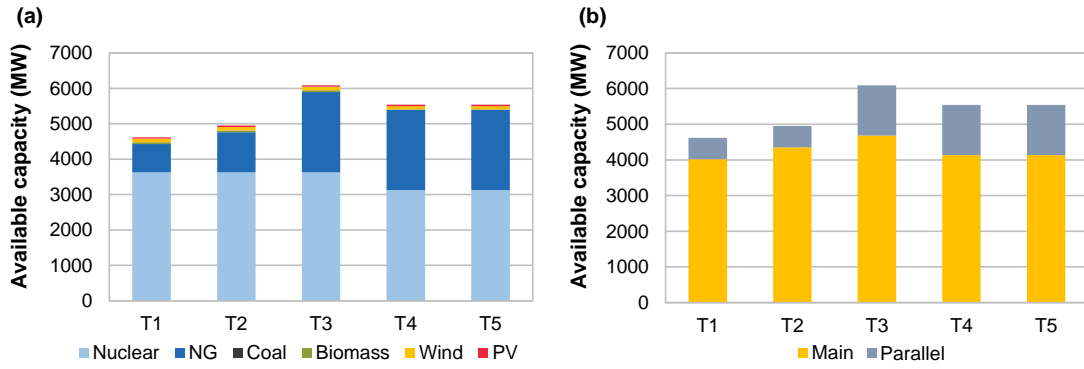 (a)
Available capacity (MW)
7000
6000
5000
4000
3000
2000
1000
0
T1 T2 T3 T4 T5
Nuclear NG Coal Biomass Wind PV
(b)
Available capacity (MW)
7000
6000
5000
4000
3000
2000
1000
0
T1 T2 T3 T4 T5
Main Parallel